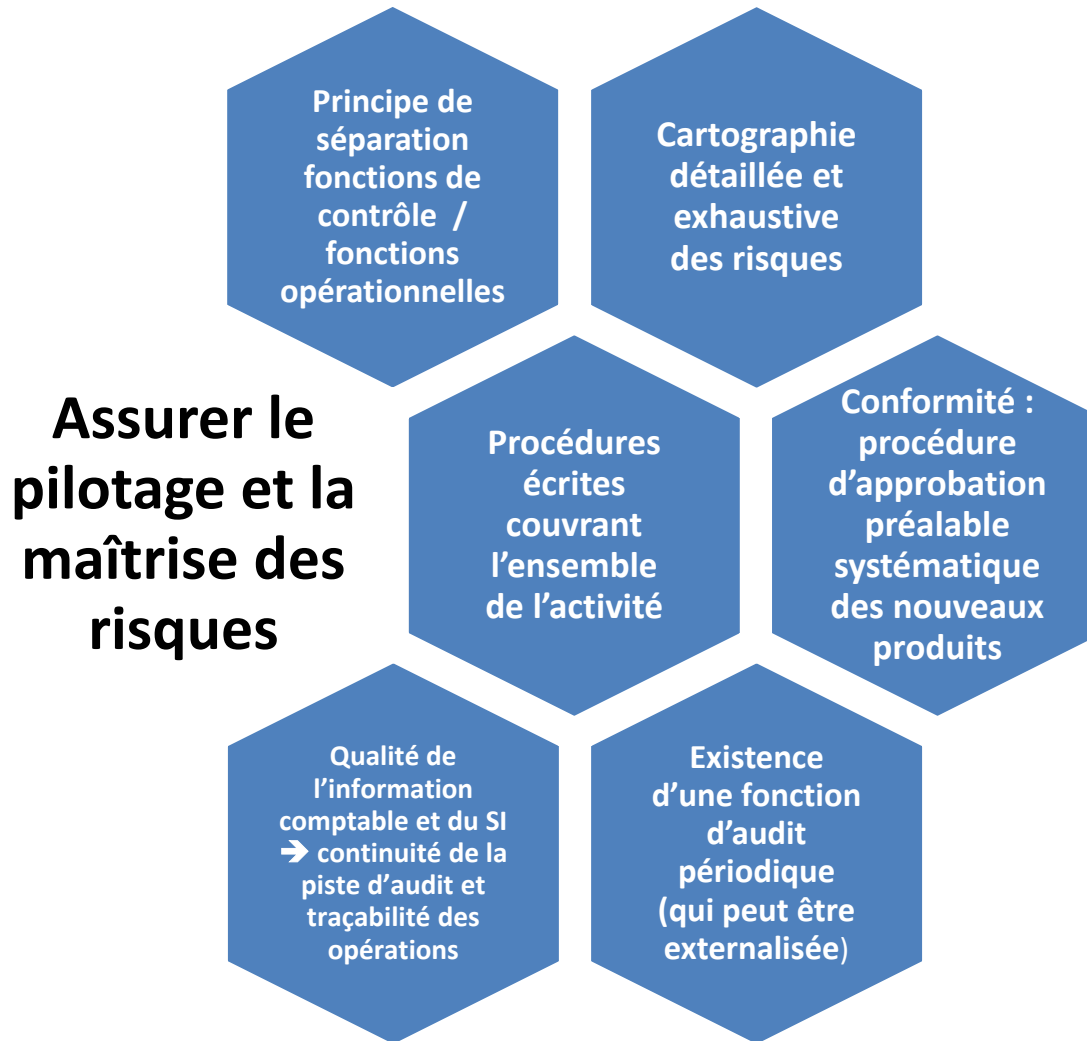 Principe de
séparation
fonctions de
contrôle /
fonctions
opérationnelles
Cartographie
détaillée et
exhaustive
des risques
Assurer le
pilotage et la
maîtrise des
risques
Procédures
écrites
couvrant
l’ensemble
de l’activité
Conformité :
procédure
d’approbation
préalable
systématique
des nouveaux
produits
Qualité de
l’information
comptable et du SI
➔ continuité de la
piste d’audit et
traçabilité des
opérations
Existence
d’une fonction
d’audit
périodique
(qui peut être
externalisée)